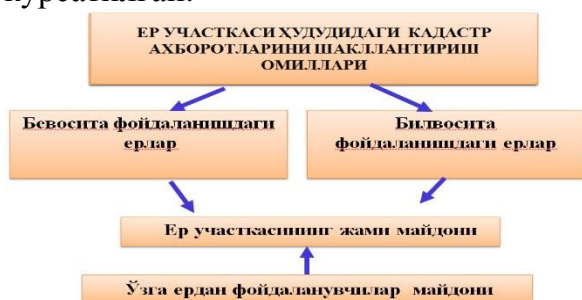 курсатилган.
ЕР УЧАСТКАСИ ҲУДУДИДАГИ КАДАСТР
АХБОРОТЛАРИНИ ШАКЛЛАНТИРИШ
ОМИЛЛАРИ
Бевосита фойдаланишдаги
ерлар
Билвосита
фойдаланишдаги ерлар
Ер участкасининг жами майдони
Ўзга ердан фойдаланувчилар майдони